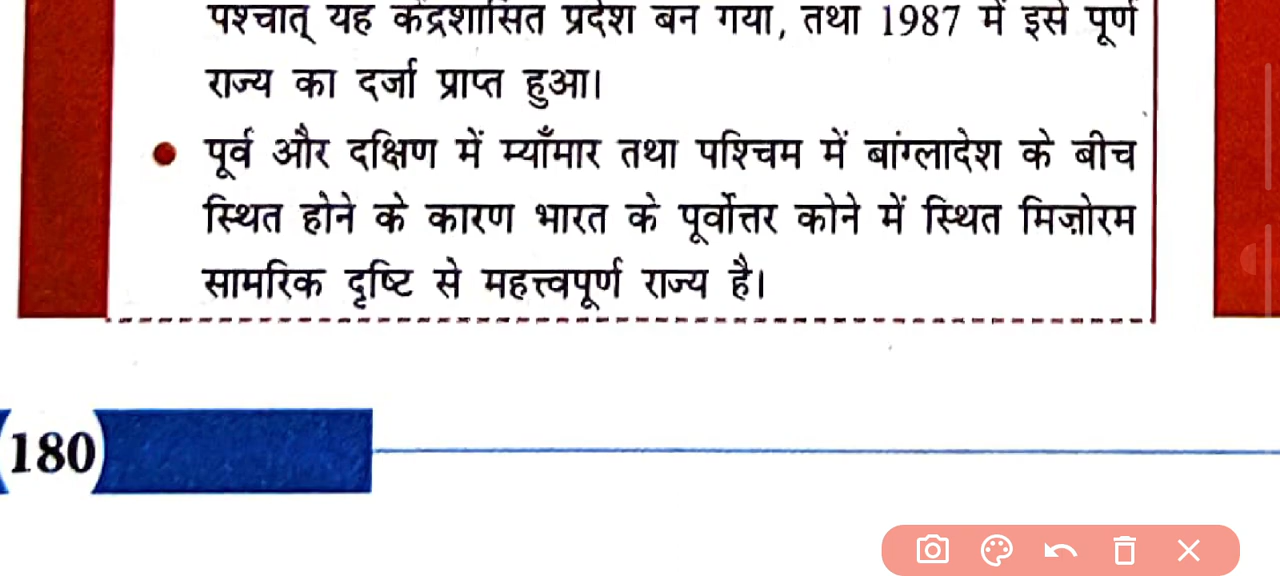 पश्चात् यह केंद्रशासित प्रदेश बन गया, तथा 1987 में इसे पूर्ण
राज्य का दर्जा प्राप्त हुआ।
• पूर्व और दक्षिण में म्याँमार तथा पश्चिम में बांग्लादेश के बीच
स्थित होने के कारण भारत के पूर्वोत्तर कोने में स्थित मिज़ोरम
सामरिक दृष्टि से महत्त्वपूर्ण राज्य है।
180